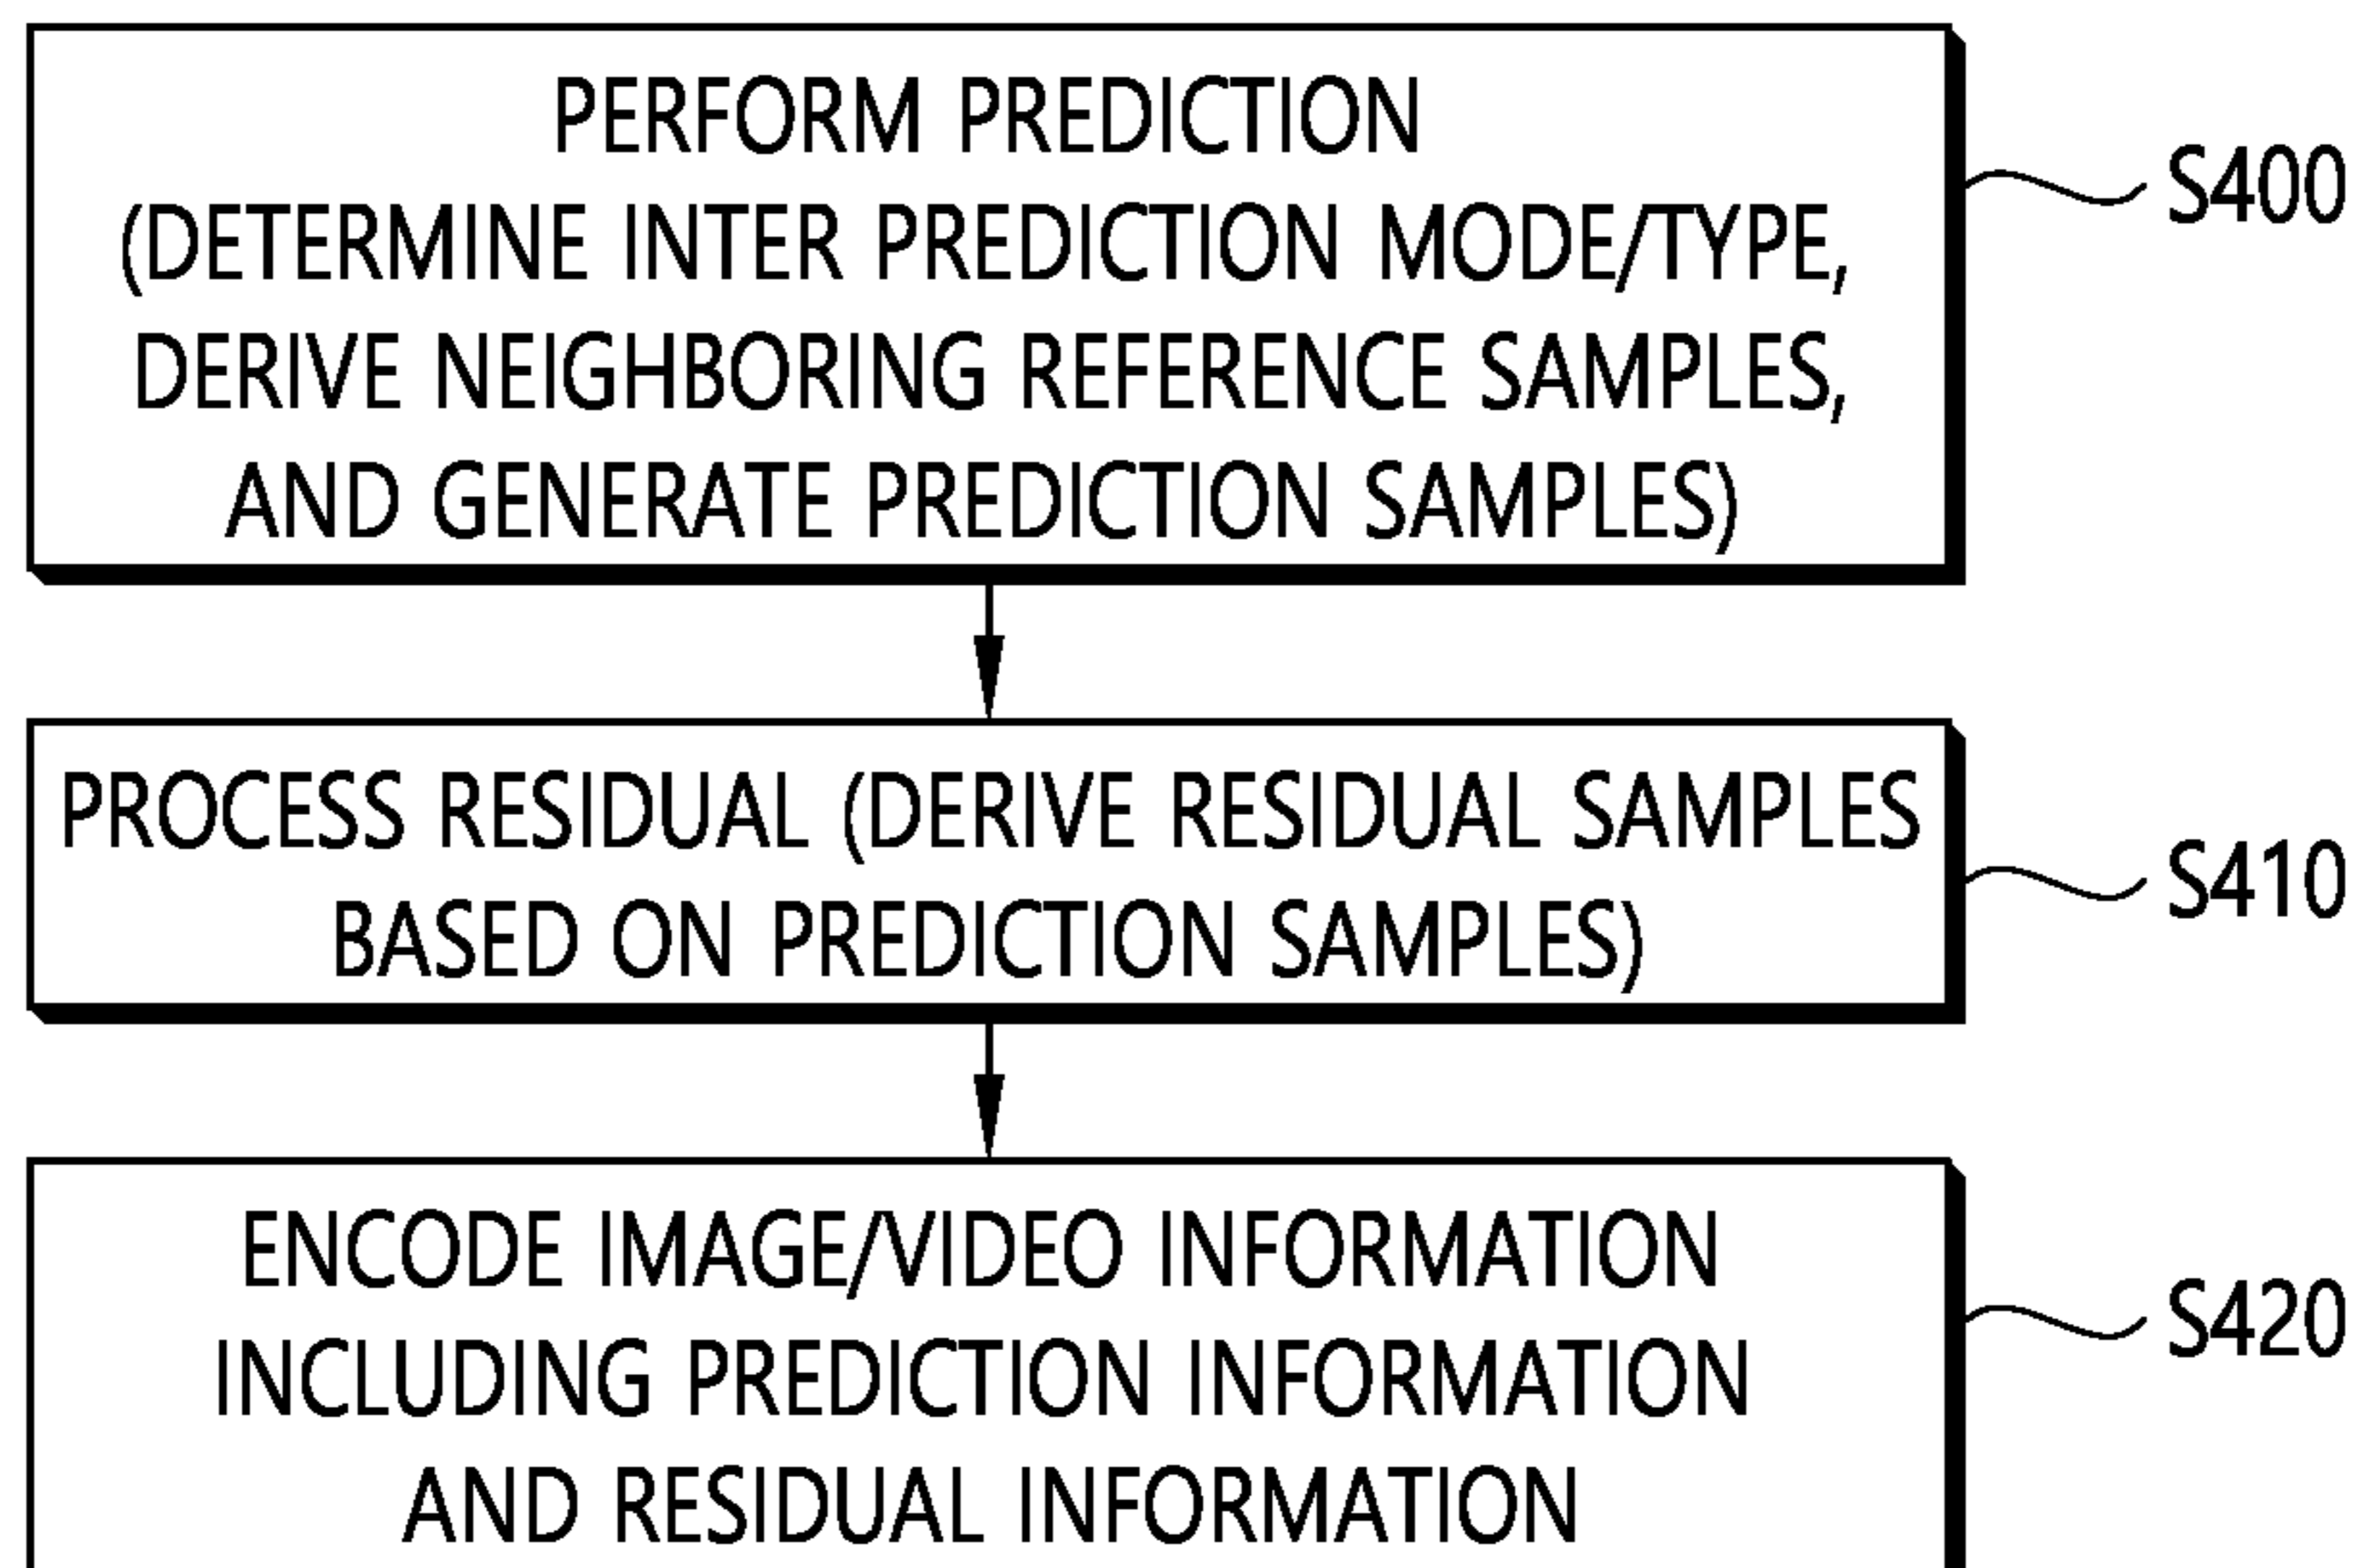 PERFORM PREDICTION
(DETERMINE INTER PREDICTION MODE/TYPE,
DERIVE NEIGHBORING REFERENCE SAMPLES,
AND GENERATE PREDICTION SAMPLES)
S400
PROCESS RESIDUAL (DERIVE RESIDUAL SAMPLES
BASED ON PREDICTION SAMPLES)
S410
ENCODE IMAGE/VIDEO INFORMATION
INCLUDING PREDICTION INFORMATION
AND RESIDUAL INFORMATION
S420